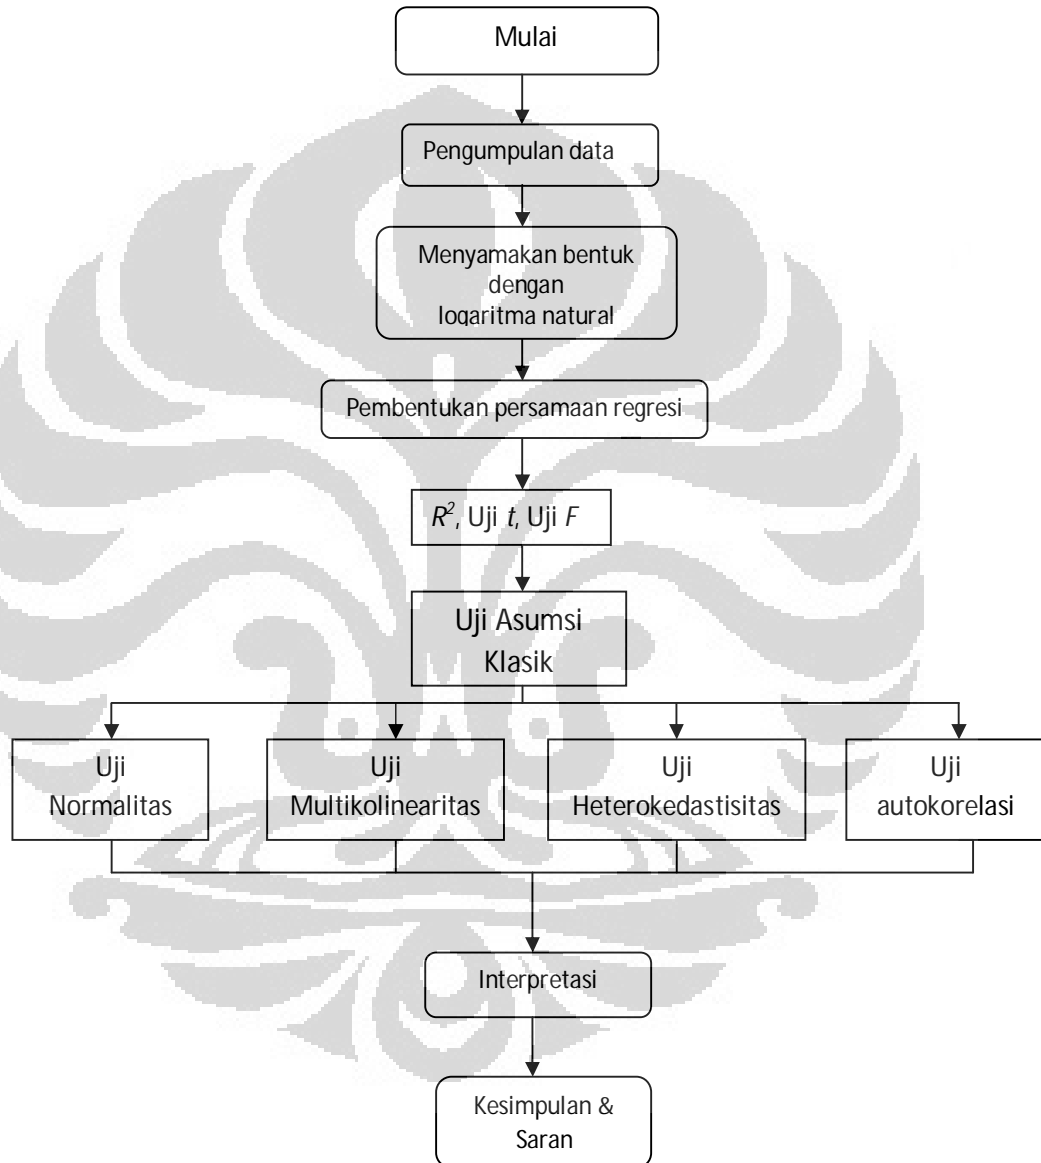 Mulai
Pengumpulan data
Menyamakan bentuk
dengan
logaritma natural
Pembentukan persamaan regresi
R², Uji t, Uji F
Uji Asumsi
Klasik
Uji
Normalitas
Uji
Multikolinearitas
Uji
Heterokedastisitas
Uji
autokorelasi
Interpretasi
Kesimpulan &
Saran